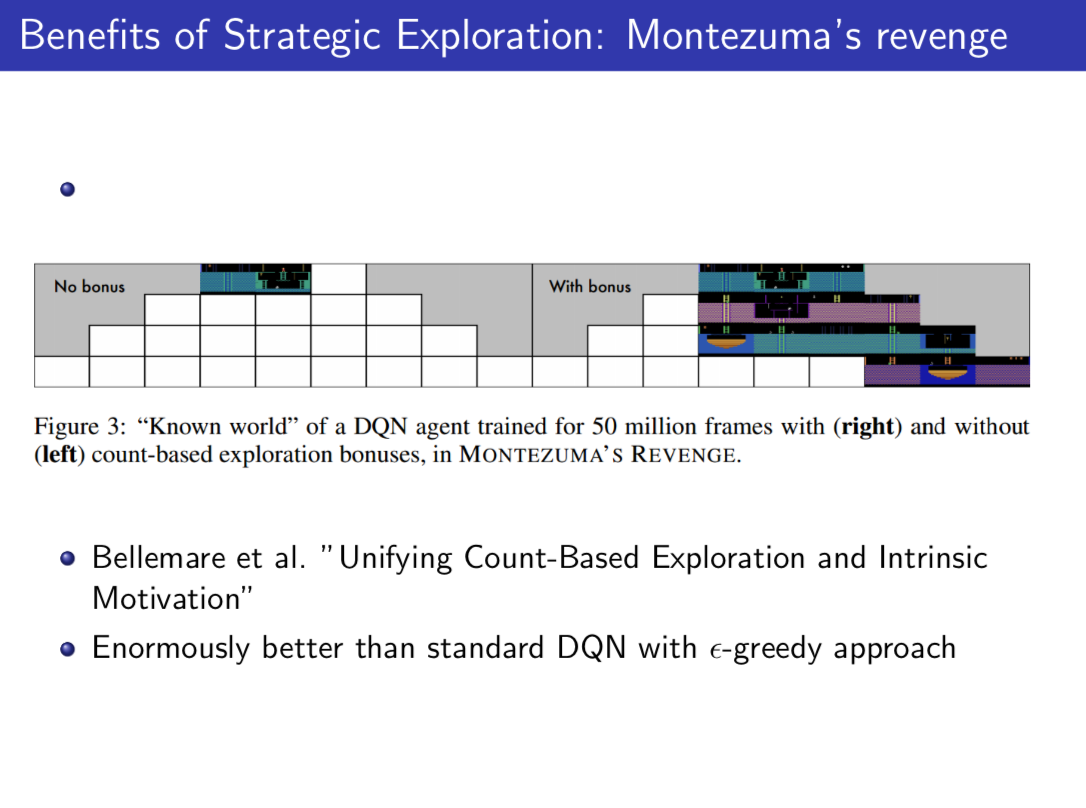 Benefits of Strategic Exploration: Montezuma's revenge
No bonus
With bonus
Figure 3: “Known world” of a DQN agent trained for 50 million frames with (right) and without
(left) count-based exploration bonuses, in MONTEZUMA'S REVENGE.
Bellemare et al. ”Unifying Count-Based Exploration and Intrinsic
Motivation”
Enormously better than standard DQN with ϵ-greedy approach